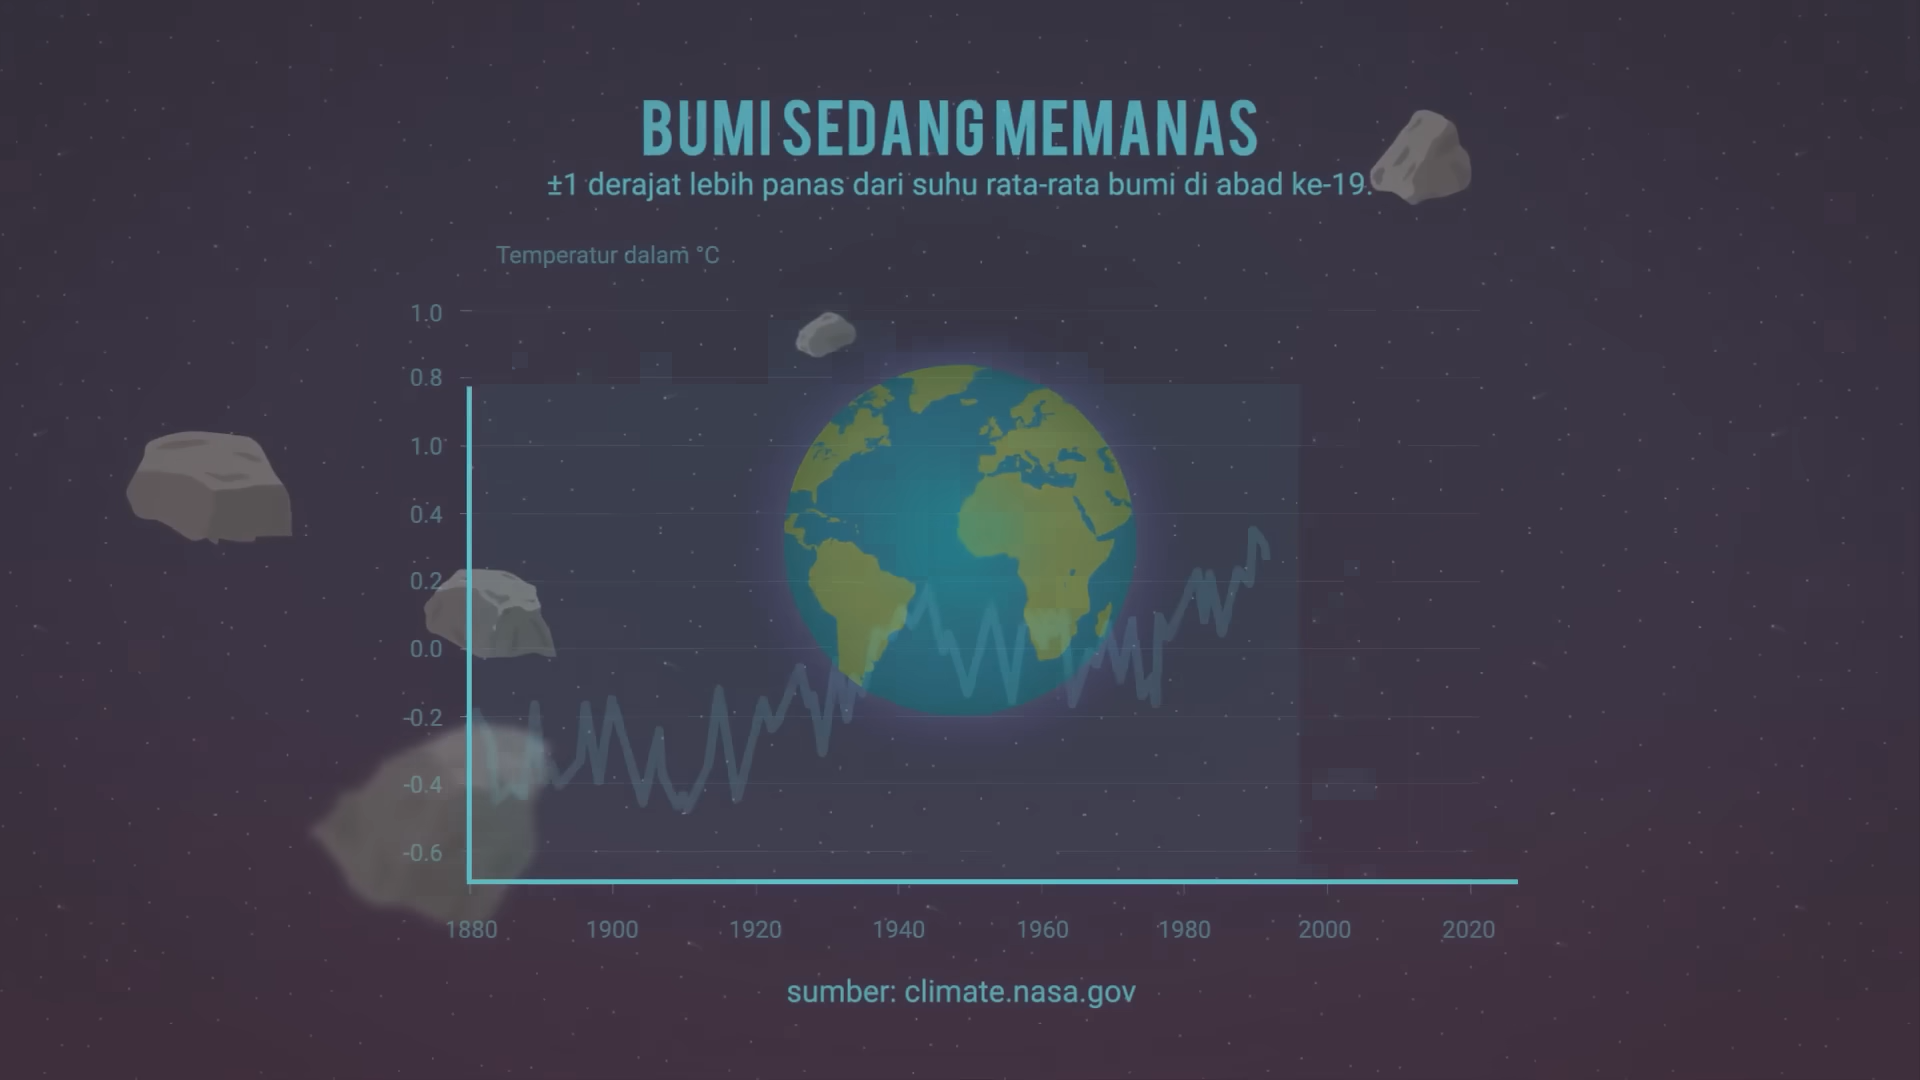 BUMI SEDANG MEMANAS
±1 derajat lebih panas dari suhu rata-rata bumi di abad ke-19.
Temperatur dalam °C
1.0
0.8
1.0
0.4
0.2
0.0
-0.2
-0.4
-0.6
1880 1900 1920 1940 1960 1980 2000 2020
sumber: climate.nasa.gov